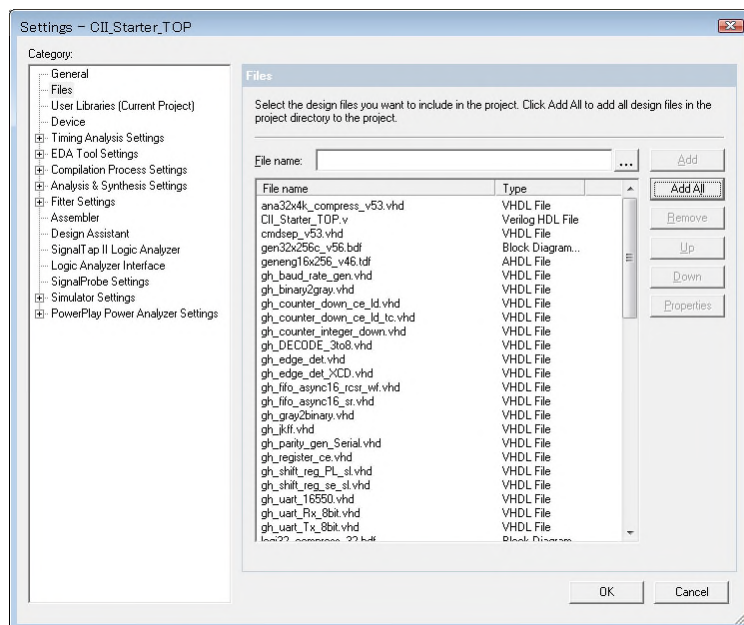 Settings - CII_Starter_TOP
Category:
General
Files
User Libraries (Current Project)
Device
Timing Analysis Settings
EDA Tool Settings
Compilation Process Settings
Analysis & Synthesis Settings
Fitter Settings
Assembler
Design Assistant
SignalTap II Logic Analyzer
Logic Analyzer Interface
SignalProbe Settings
Simulator Settings
PowerPlay Power Analyzer Settings
Files
Select the design files you want to include in the project. Click Add All to add all design files in the
project directory to the project.
File name: ... Add
File name Type Add All
ana32x4k_compress_v53.vhd VHDL File
CII_Starter_TOP.v Verilog HDL File
cmdsep_v53.vhd VHDL File
gen32x256c_v56.bdf Block Diagram...
geneng16x256_v46.tdf AHDL File
gh_baud_rate_gen.vhd VHDL File
gh_binary2gray.vhd VHDL File
gh_counter_down_ce_ld.vhd VHDL File
gh_counter_down_ce_ld_tc.vhd VHDL File
gh_counter_integer_down.vhd VHDL File
gh_DECODE_3to8.vhd VHDL File
gh_edge_det.vhd VHDL File
gh_edge_det_XCD.vhd VHDL File
gh_fifo_async16_rcsr_wf.vhd VHDL File
gh_fifo_async16_sr.vhd VHDL File
gh_gray2binary.vhd VHDL File
gh_jkff.vhd VHDL File
gh_parity_gen_Serial.vhd VHDL File
gh_register_ce.vhd VHDL File
gh_shift_reg_PL_sl.vhd VHDL File
gh_shift_reg_se_sl.vhd VHDL File
gh_uart_16550.vhd VHDL File
gh_uart_Rx_8bit.vhd VHDL File
gh_uart_Tx_8bit.vhd VHDL File
Remove
Up
Down
Properties
OK Cancel